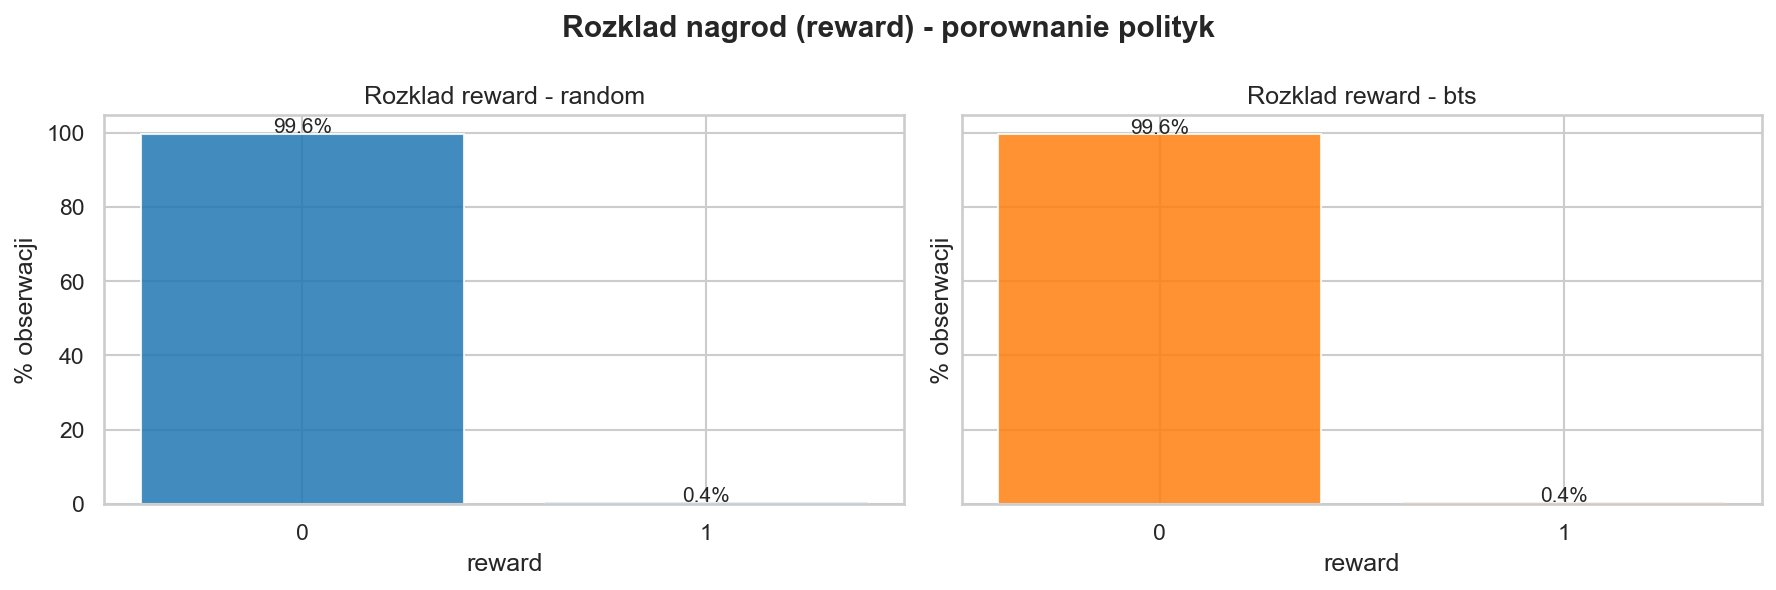 Rozklad nagrod (reward) - porownanie polityk
Rozklad reward - random
% obserwacji
100
80
60
40
20
0
99.6%
0.4%
0
1
reward
Rozklad reward - bts
% obserwacji
99.6%
0.4%
0
1
reward